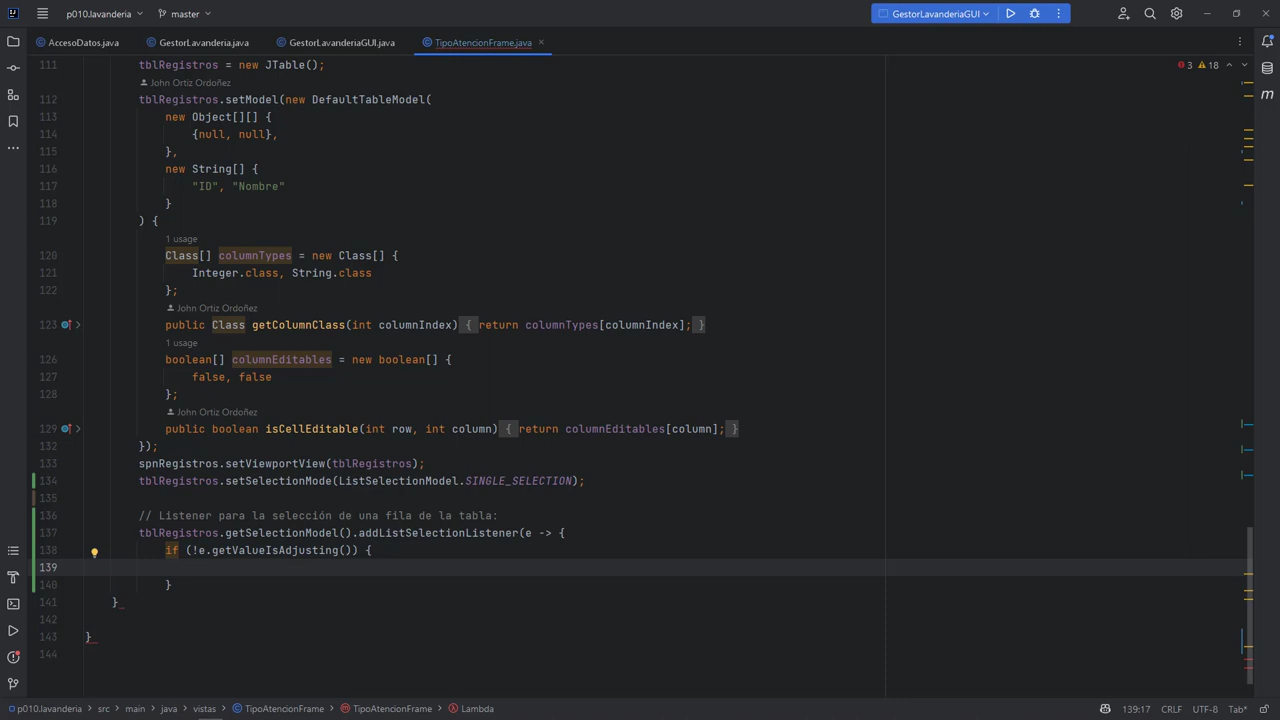 p010.lavanderia
master
GestorLavanderiaGUI
AccesoDatos.java
GestorLavanderia.java
GestorLavanderiaGUI.java
TipoAtencionFrame.java
3
18
111 tblRegistros = new JTable();
John Ortiz Ordoñez
112 tblRegistros.setModel(new DefaultTableModel(
113 new Object[][] {
114 {null, null},
115 },
116 new String[] {
117 "ID", "Nombre"
118 }
119 ) {
1 usage
120 Class[] columnTypes = new Class[] {
121 Integer.class, String.class
122 };
John Ortiz Ordoñez
123 public Class getColumnClass(int columnIndex) { return columnTypes[columnIndex]; }
1 usage
126 boolean[] columnEditables = new boolean[] {
127 false, false
128 };
John Ortiz Ordoñez
129 public boolean isCellEditable(int row, int column) { return columnEditables[column]; }
132 });
133 spnRegistros.setViewportView(tblRegistros);
134 tblRegistros.setSelectionMode(ListSelectionModel.SINGLE_SELECTION);
135
136 // Listener para la selección de una fila de la tabla:
137 tblRegistros.getSelectionModel().addListSelectionListener(e -> {
138 if (!e.getValueIsAdjusting()) {
139
140 }
141 }
142
143 }
144
p010.lavanderia > src > main > java > vistas > TipoAtencionFrame > TipoAtencionFrame > Lambda
139:17 CRLF UTF-8 Tab*